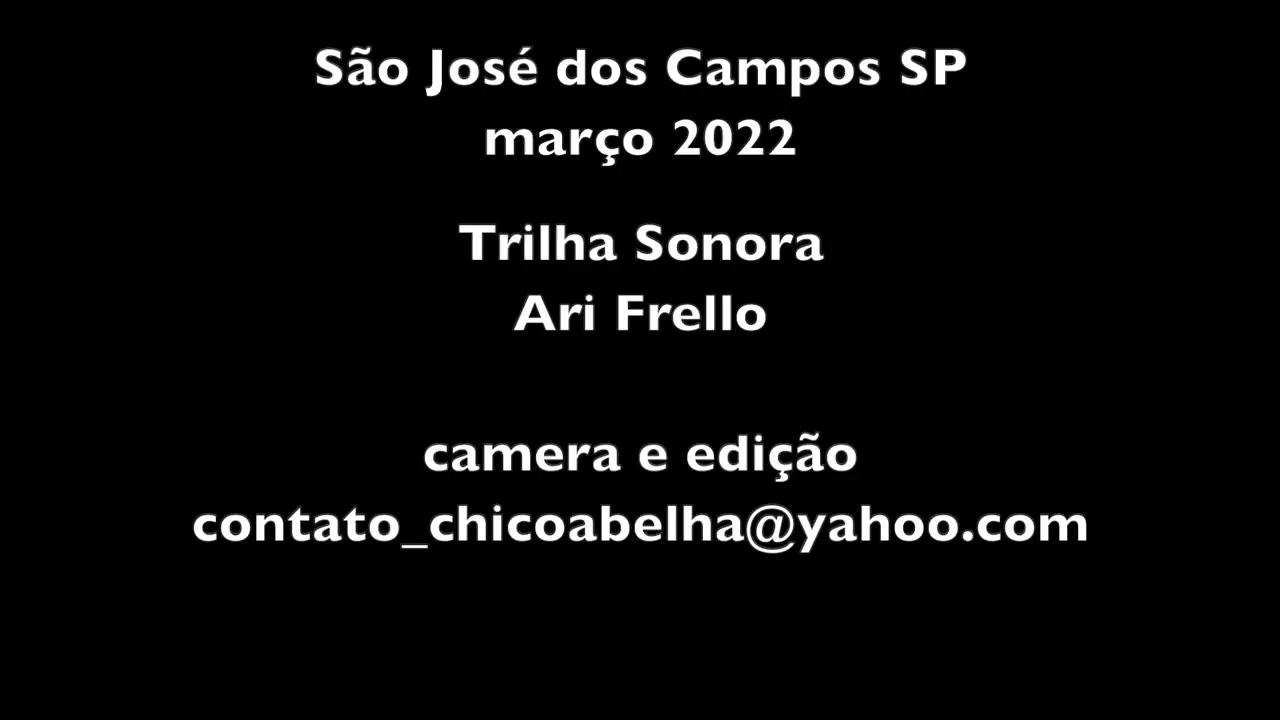 São José dos Campos SP
março 2022
Trilha Sonora
Ari Frello
camera e edição
contato_chicoabelha@yahoo.com